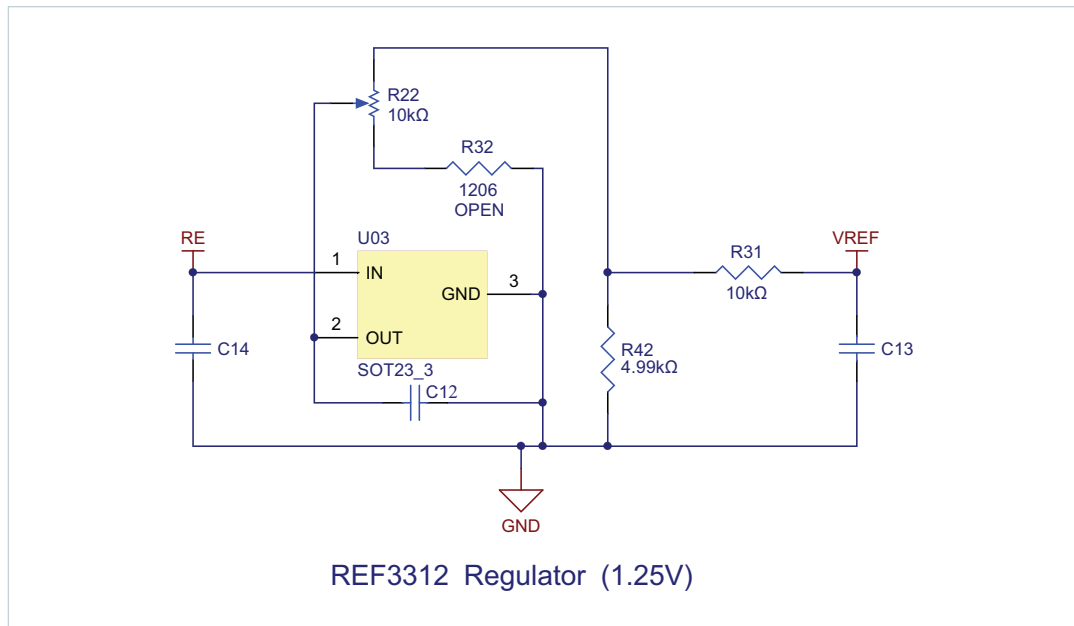 R22
10kΩ
R32
1206
OPEN
RE
U03
VREF
R31
10kΩ
1
IN
3
GND
2
OUT
C14
R42
4.99kΩ
C13
SOT23_3
C12
GND
REF3312 Regulator (1.25V)